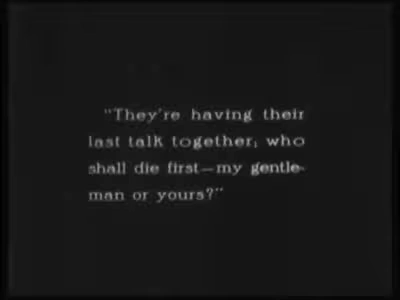 "They're having their
last talk together; who
shall die first—my gentle-
man or yours?"